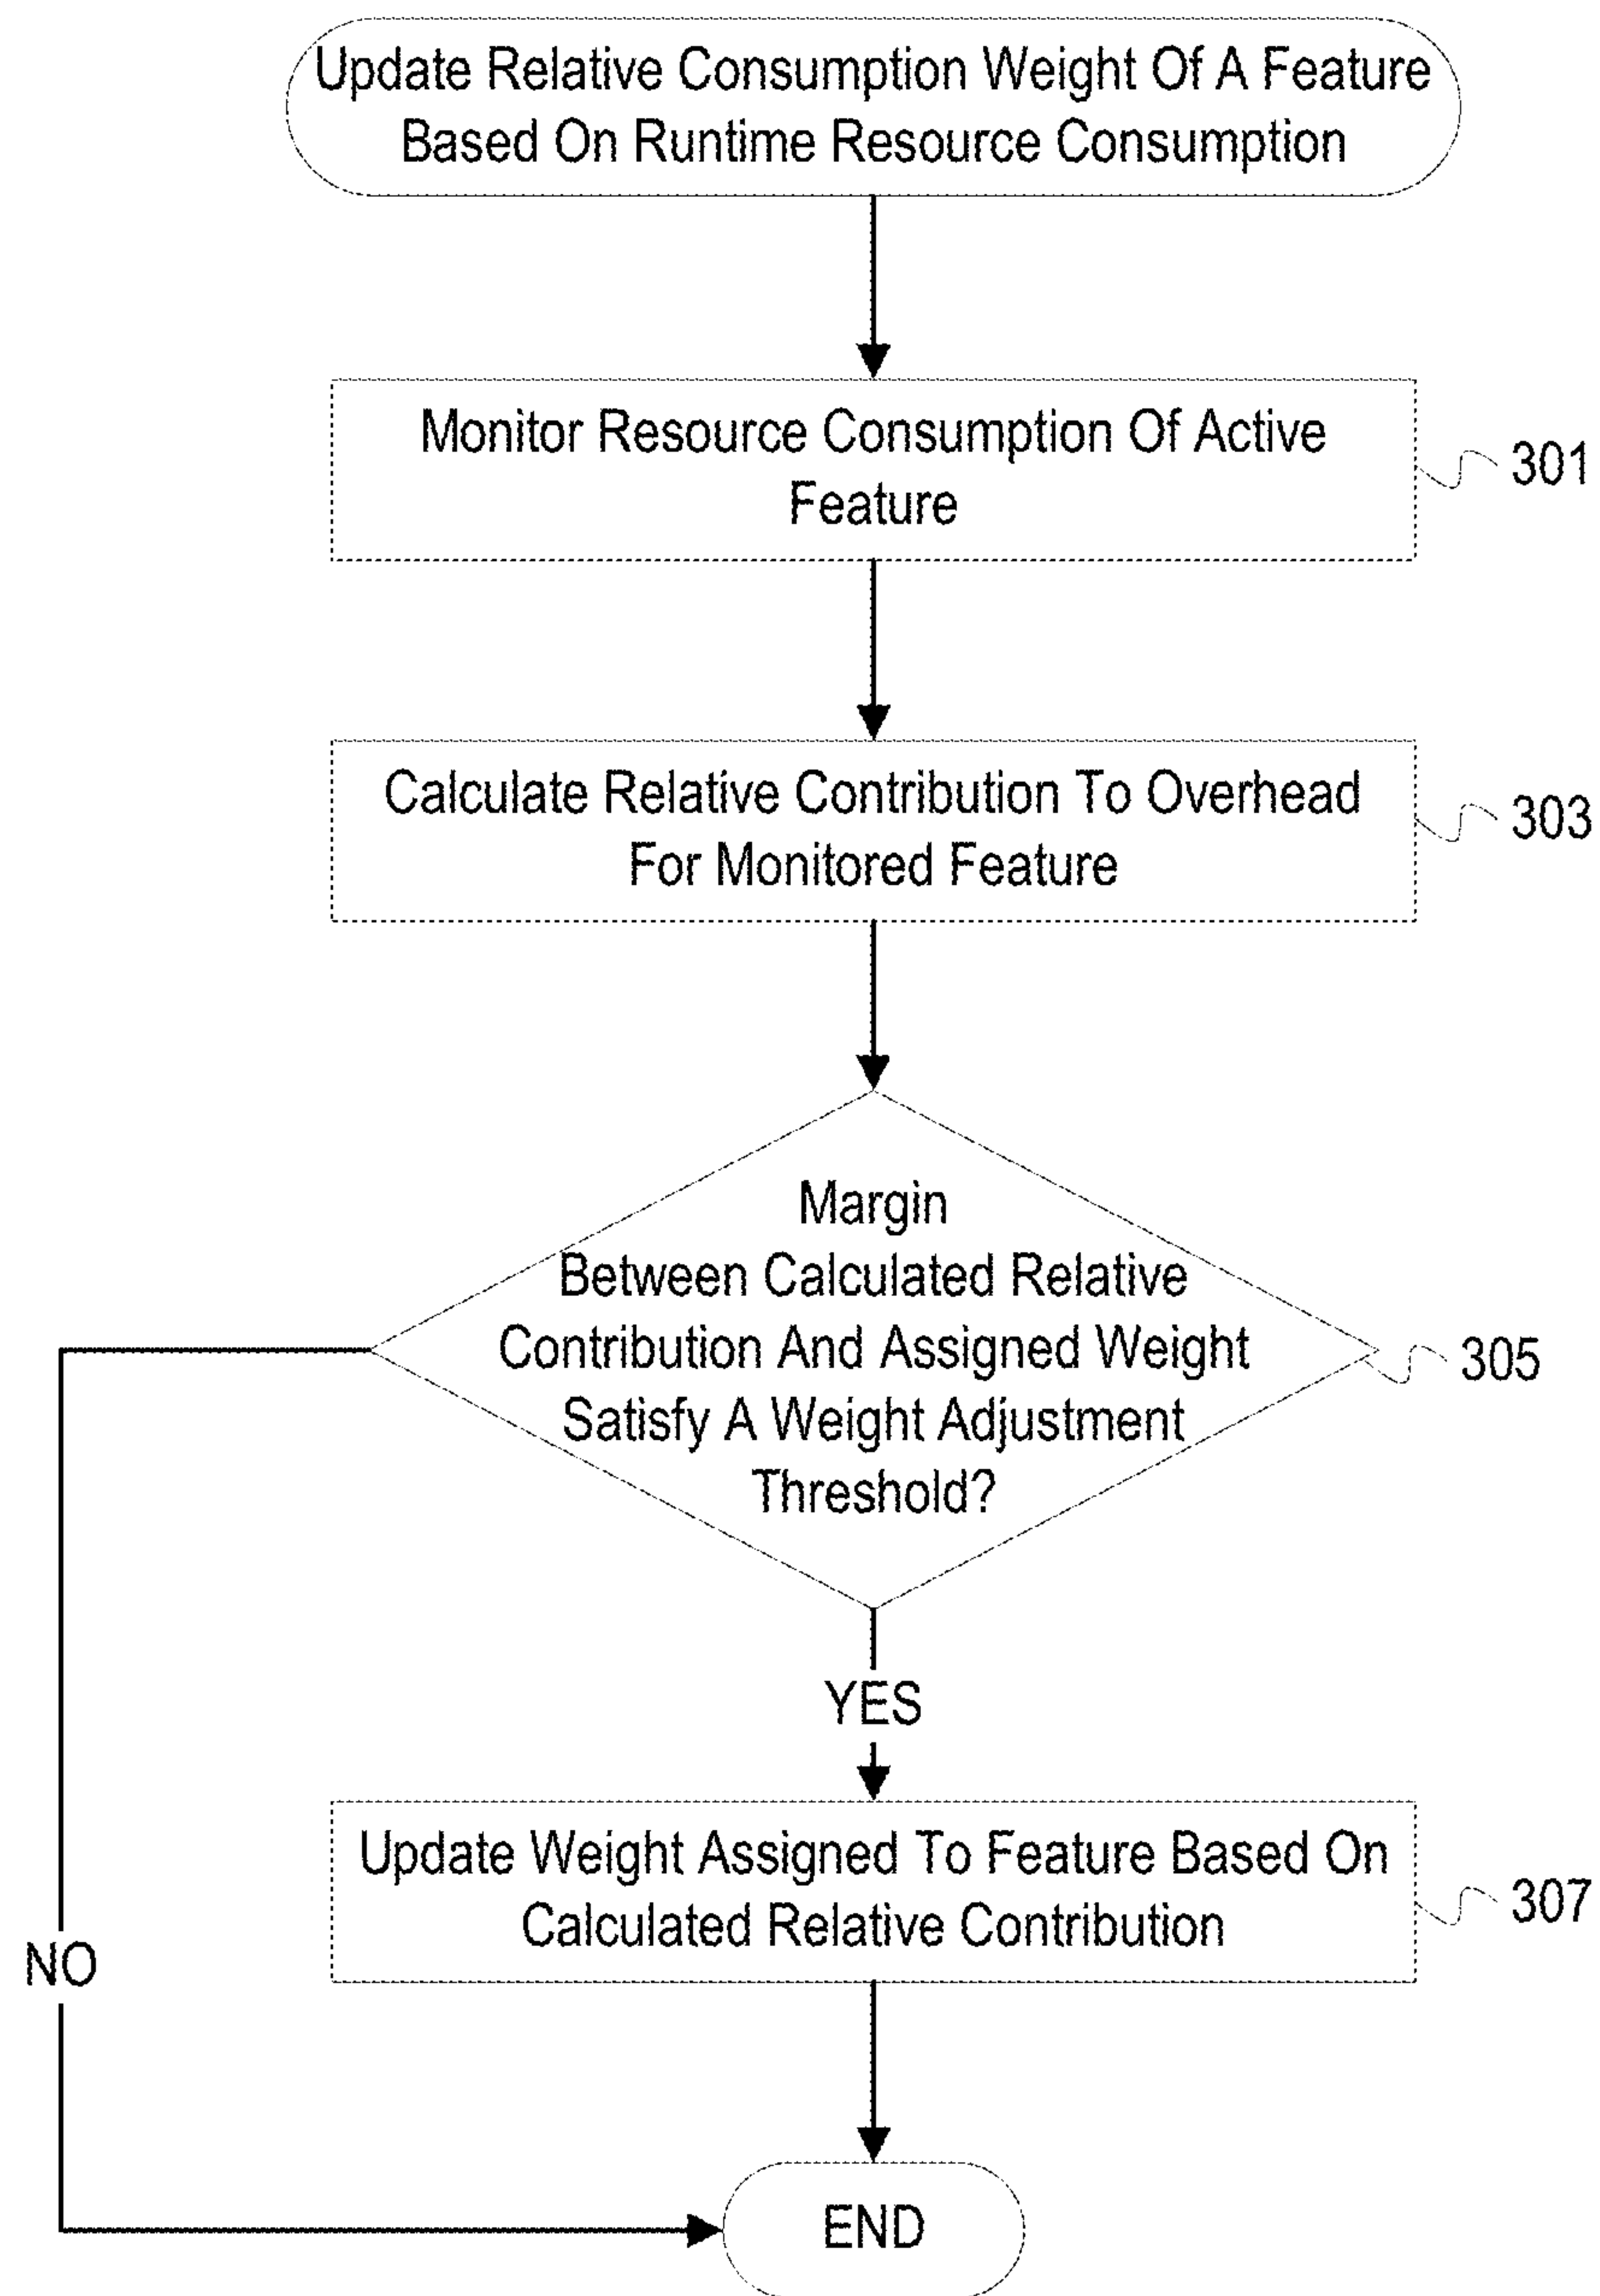 Update Relative Consumption Weight Of A Feature
Based On Runtime Resource Consumption
Monitor Resource Consumption Of Active
Feature
301
Calculate Relative Contribution To Overhead
For Monitored Feature
303
Margin
Between Calculated Relative
Contribution And Assigned Weight
Satisfy A Weight Adjustment
Threshold?
305
YES
Update Weight Assigned To Feature Based On
Calculated Relative Contribution
307
NO
END